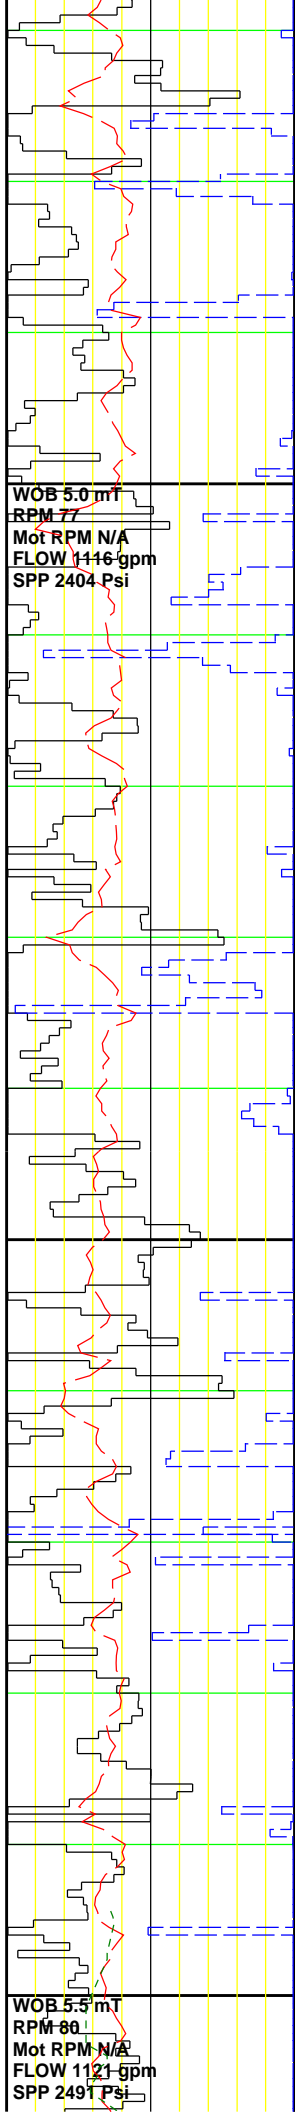 WOB 5.0 mT
RPM 77
Mot RPM N/A
FLOW 1116 gpm
SPP 2404 Psi
WOB 5.5 mT
RPM 80
Mot RPM N/A
FLOW 1121 gpm
SPP 2491 Psi